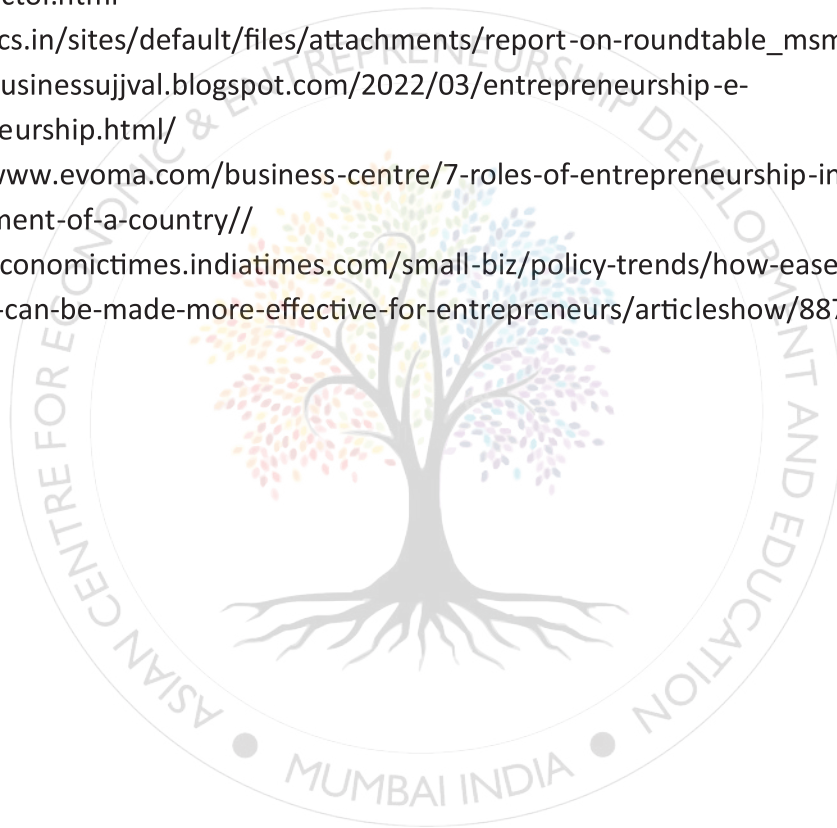 cs.in/sites/default/files/attachments/report-on-roundtable_msm
usinessujjval.blogspot.com/2022/03/entrepreneurship-e-
eurship.html/
www.evoma.com/business-centre/7-roles-of-entrepreneurship-in
ment-of-a-country//
conomictimes.indiatimes.com/small-biz/policy-trends/how-ease
-can-be-made-more-effective-for-entrepreneurs/articleshow/887
ASIAN CENTRE FOR ECONOMIC & ENTREPRENEURSHIP DEVELOPMENT AND EDUCATION
MUMBAI INDIA